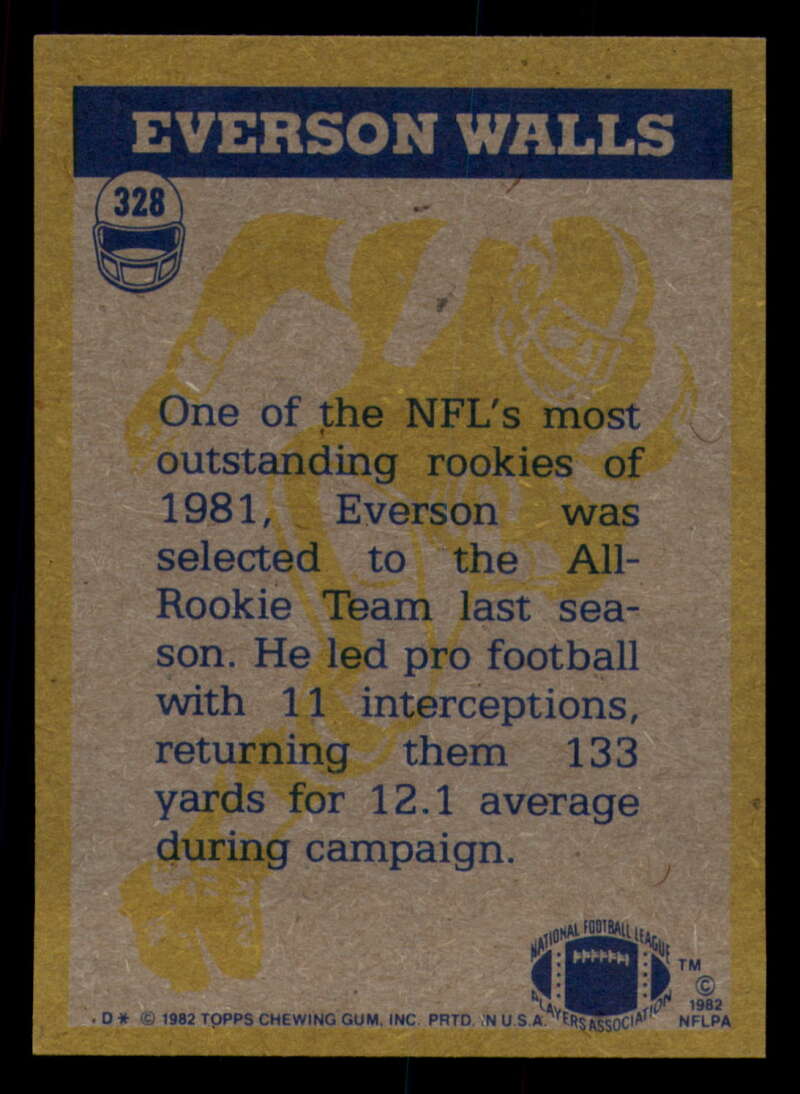 EVERSON WALLS
328
One of the NFL's most
outstanding rookies of
1981, Everson was
selected to the All-
Rookie Team last sea-
son. He led pro football
with 11 interceptions,
returning them 133
yards for 12.1 average
during campaign.
NATIONAL FOOTBALL LEAGUE
PLAYERS ASSOCIATION
TM
©
1982
NFLPA
D* © 1982 TOPPS CHEWING GUM, INC. PRTD. IN U.S.A.